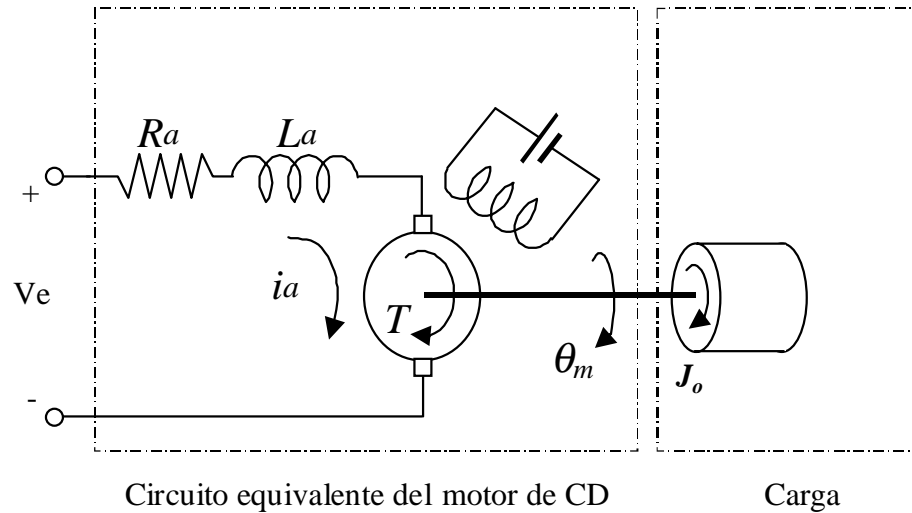 Ra
La
+
Ve
ia
T
θm
Jo
-
Circuito equivalente del motor de CD
Carga